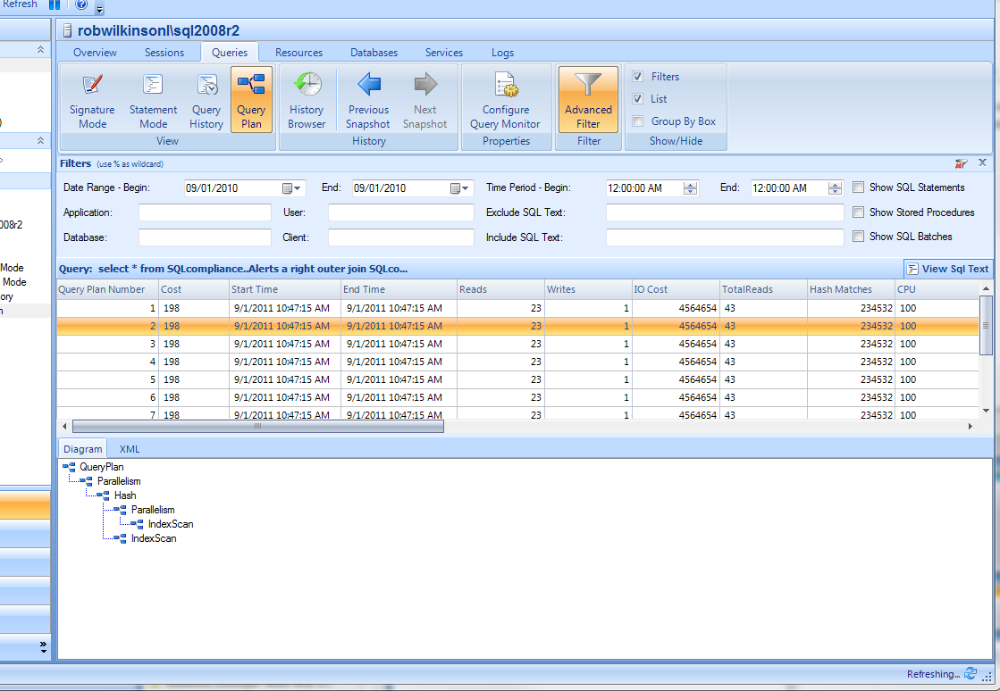 Refresh
robwilkinsonl\sql2008r2
Overview Sessions Queries Resources Databases Services Logs
Signature Mode Statement Mode Query History Query Plan History Browser Previous Snapshot Next Snapshot Configure Query Monitor Advanced Filter
Filters
List
Group By Box
View History Properties Filter Show/Hide
Filters (use % as wildcard)
Date Range - Begin: 09/01/2010 End: 09/01/2010 Time Period - Begin: 12:00:00 AM End: 12:00:00 AM Show SQL Statements
Application: User: Exclude SQL Text: Show Stored Procedures
Database: Client: Include SQL Text: Show SQL Batches
008r2
Mode
Mode
ory
n
Query: select * from SQLcompliance..Alerts a right outer join SQLco... View Sql Text
Query Plan Number Cost Start Time End Time Reads Writes IO Cost TotalReads Hash Matches CPU
1 198 9/1/2011 10:47:15 AM 9/1/2011 10:47:15 AM 23 1 4564654 43 234532 100
2 198 9/1/2011 10:47:15 AM 9/1/2011 10:47:15 AM 23 1 4564654 43 234532 100
3 198 9/1/2011 10:47:15 AM 9/1/2011 10:47:15 AM 23 1 4564654 43 234532 100
4 198 9/1/2011 10:47:15 AM 9/1/2011 10:47:15 AM 23 1 4564654 43 234532 100
5 198 9/1/2011 10:47:15 AM 9/1/2011 10:47:15 AM 23 1 4564654 43 234532 100
6 198 9/1/2011 10:47:15 AM 9/1/2011 10:47:15 AM 23 1 4564654 43 234532 100
7 198 9/1/2011 10:47:15 AM 9/1/2011 10:47:15 AM 23 1 4564654 43 234532 100
Diagram XML
QueryPlan
Parallelism
Hash
Parallelism
IndexScan
IndexScan
Refreshing...